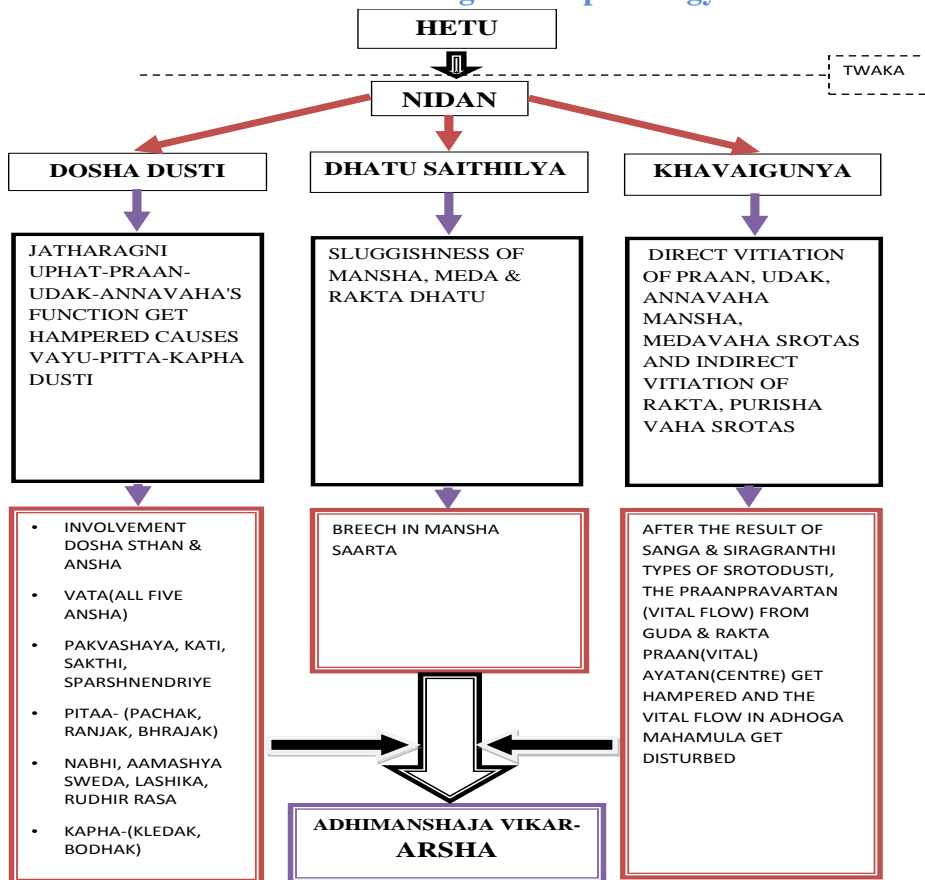 HETU
TWAKA
NIDAN
DOSHA DUSTI
DHATU SAITHILYA
KHAVAIGUNYA
JATHARAGNI
UPHAT-PRAAN-
UDAK-ANNAVAHA'S
FUNCTION GET
HAMPERED CAUSES
VAYU-PITTA-KAPHA
DUSTI
SLUGGISHNESS OF
MANSHA, MEDA &
RAKTA DHATU
DIRECT VITIATION
OF PRAAN, UDAK,
ANNAVAHA
MANSHA,
MEDAVAHA SROTAS
AND INDIRECT
VITIATION OF
RAKTA, PURISHA
VAHA SROTAS
• INVOLVEMENT
DOSHA STHAN &
ANSHA
• VATA(ALL FIVE
ANSHA)
• PAKVASHAYA, KATI,
SAKTHI,
SPARSHNENDRIYE
• PITAA- (PACHAK,
RANJAK, BHRAJAK)
• NABHI, AAMASHYA
SWEDA, LASHIKA,
RUDHIR RASA
• KAPHA-(KLEDAK,
BODHAK)
BREECH IN MANSHA
SAARTA
AFTER THE RESULT OF
SANGA & SIRAGRANTHI
TYPES OF SROTODUSTI,
THE PRAANPRAVARTAN
(VITAL FLOW) FROM
GUDA & RAKTA
PRAAN(VITAL)
AYATAN(CENTRE) GET
HAMPERED AND THE
VITAL FLOW IN ADHOGA
MAHAMULA GET
DISTURBED
ADHIMANSHAJA VIKAR-
ARSHA